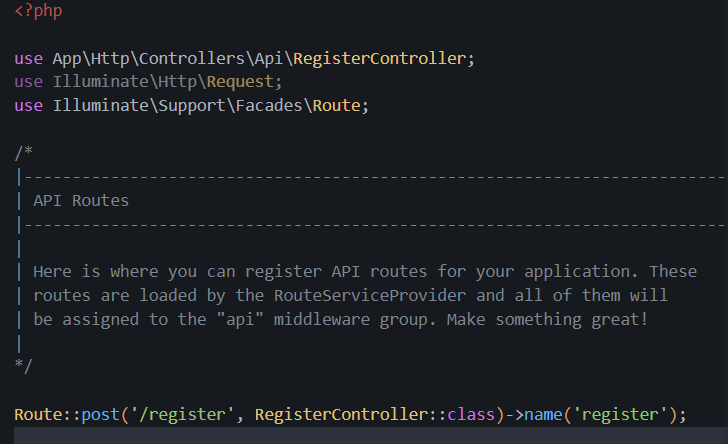 <?php
use App\Http\Controllers\Api\RegisterController;
use Illuminate\Http\Request;
use Illuminate\Support\Facades\Route;
/*
|--------------------------------------------------------------------------
| API Routes
|--------------------------------------------------------------------------
|
| Here is where you can register API routes for your application. These
| routes are loaded by the RouteServiceProvider and all of them will
| be assigned to the "api" middleware group. Make something great!
|
*/
Route::post('/register', RegisterController::class)->name('register');